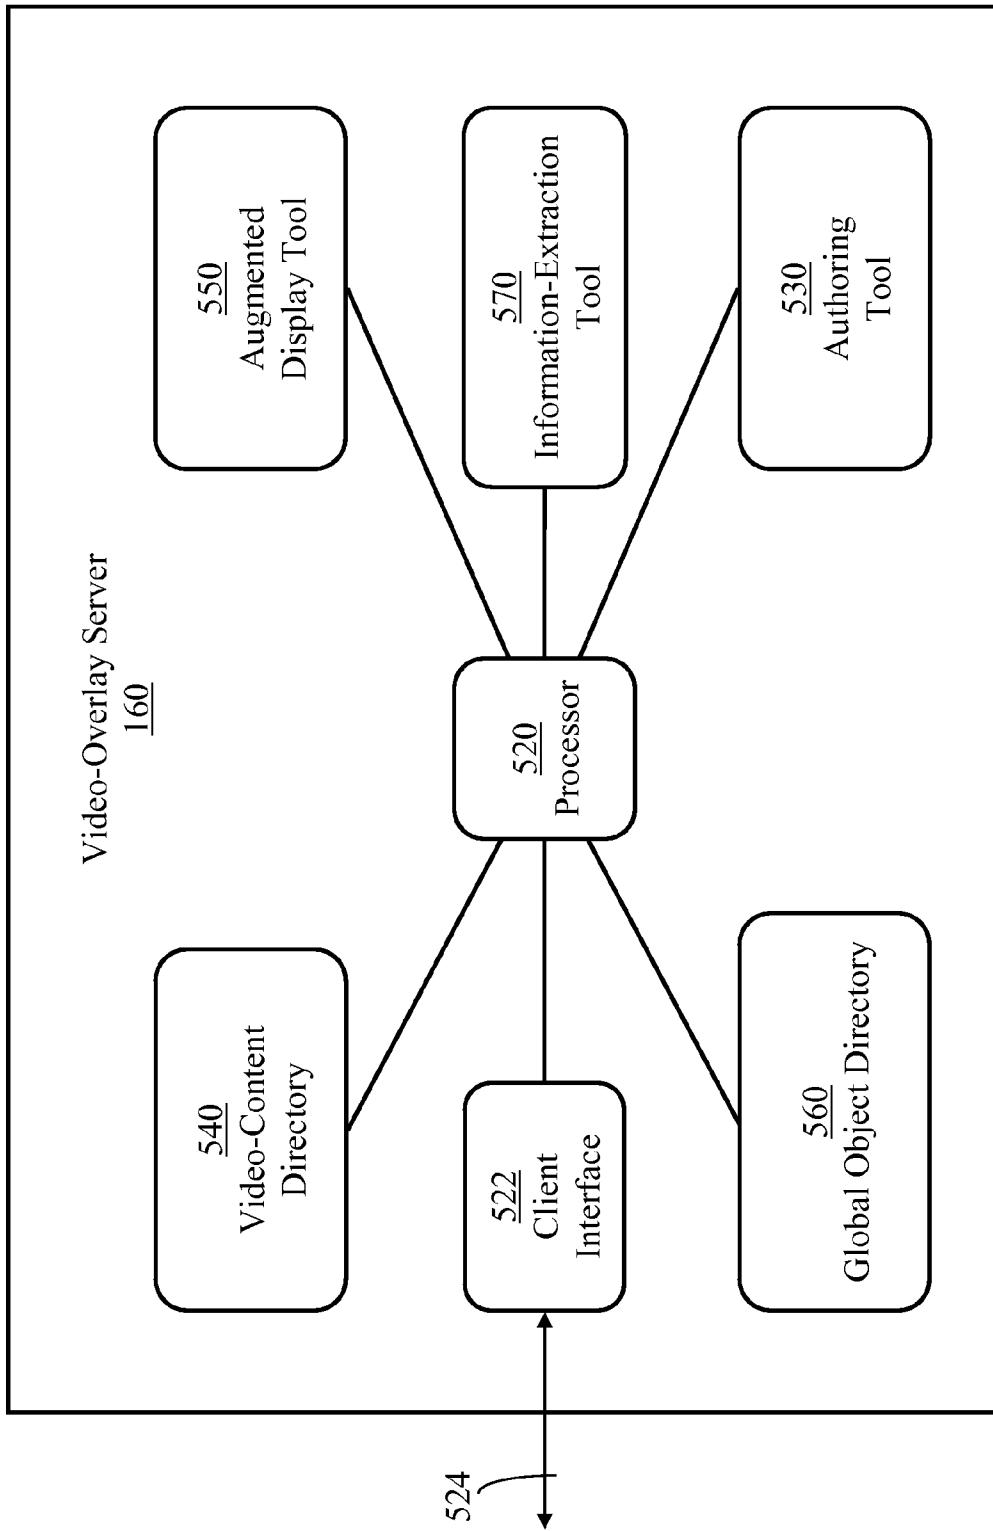 Video-Overlay Server
160
540
Video-Content
Directory
550
Augmented
Display Tool
524
522
Client
Interface
520
Processor
570
Information-Extraction
Tool
560
Global Object Directory
530
Authoring
Tool